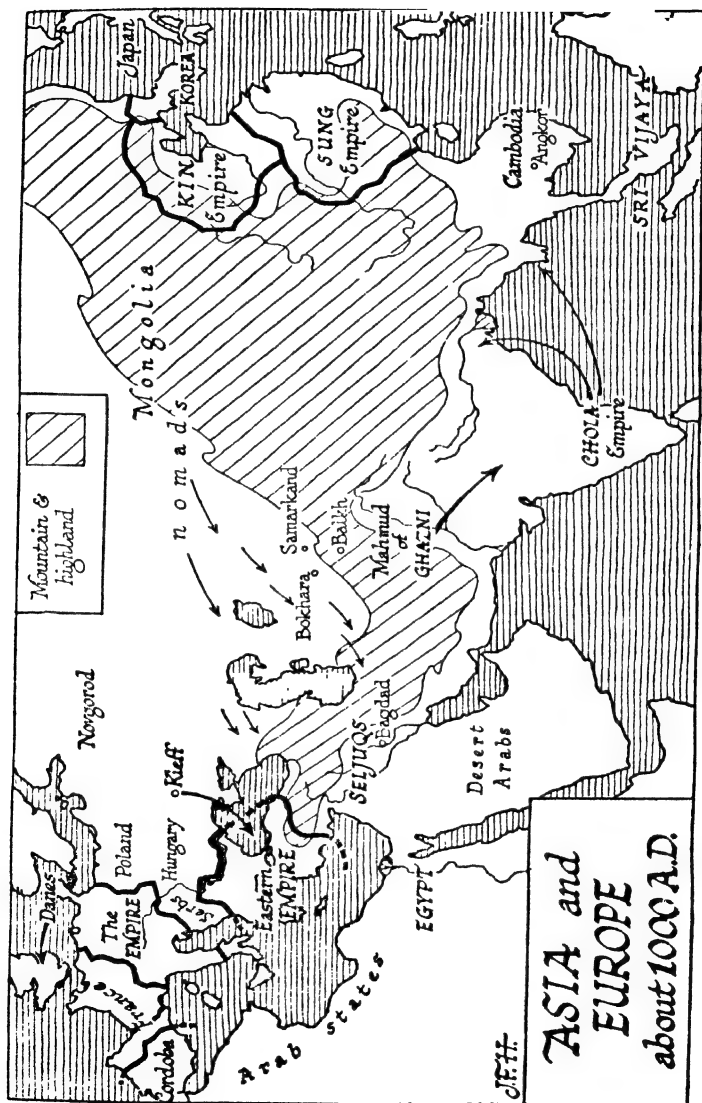 Mountain &
highland
Mongolia
nomads
Japan
KOREA
KIN
Empire
SUNG
Empire
Cambodia
Angkor
SRI-VIJAYA
CHOLA
Empire
Samarkand
Bokhara
Balkh
Mahmud
of
GHAZNI
Novgorod
Kieff
Danes
Poland
Hungary
The
EMPIRE
Serbs
France
Cordoba
Eastern
EMPIRE
SELJUQS
Bagdad
Desert
Arabs
EGYPT
Arab states
J.F.H.
ASIA and
EUROPE
about 1000 A.D.